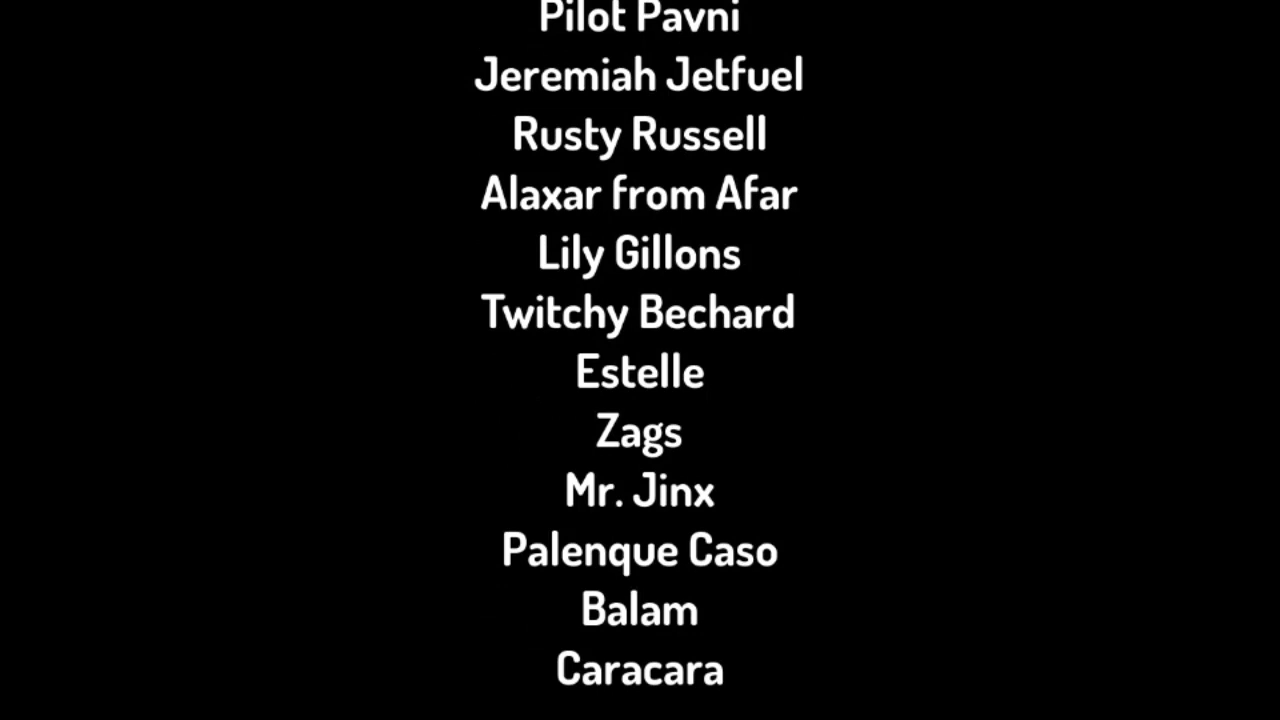 Pilot Pavni
Jeremiah Jetfuel
Rusty Russell
Alaxar from Afar
Lily Gillons
Twitchy Bechard
Estelle
Zags
Mr. Jinx
Palenque Caso
Balam
Caracara